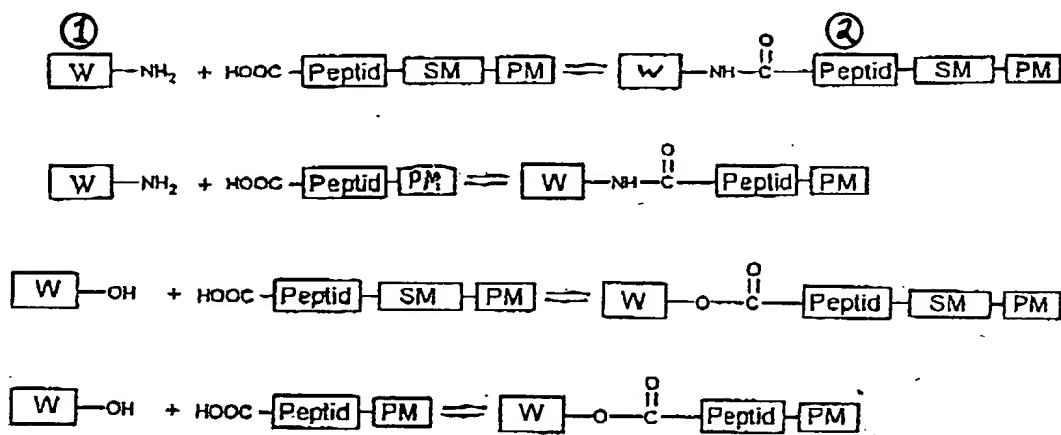 ① ②
O
W -NH₂ + HOOC- Peptid SM PM W -NH-C- Peptid SM PM
O
W -NH₂ + HOOC- Peptid PM W -NH-C- Peptid PM
O
W -OH + HOOC- Peptid SM PM W -O-C- Peptid SM PM
O
W -OH + HOOC- Peptid PM W -O-C- Peptid PM